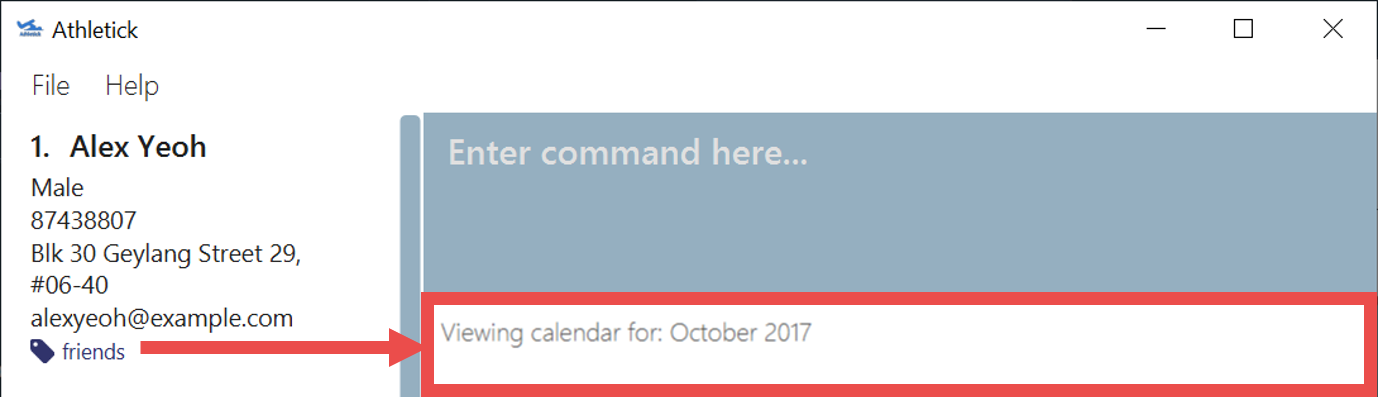 Athletick
File Help
1. Alex Yeoh
Male
87438807
Blk 30 Geylang Street 29,
#06-40
alexyeoh@example.com
friends
Enter command here...
Viewing calendar for: October 2017